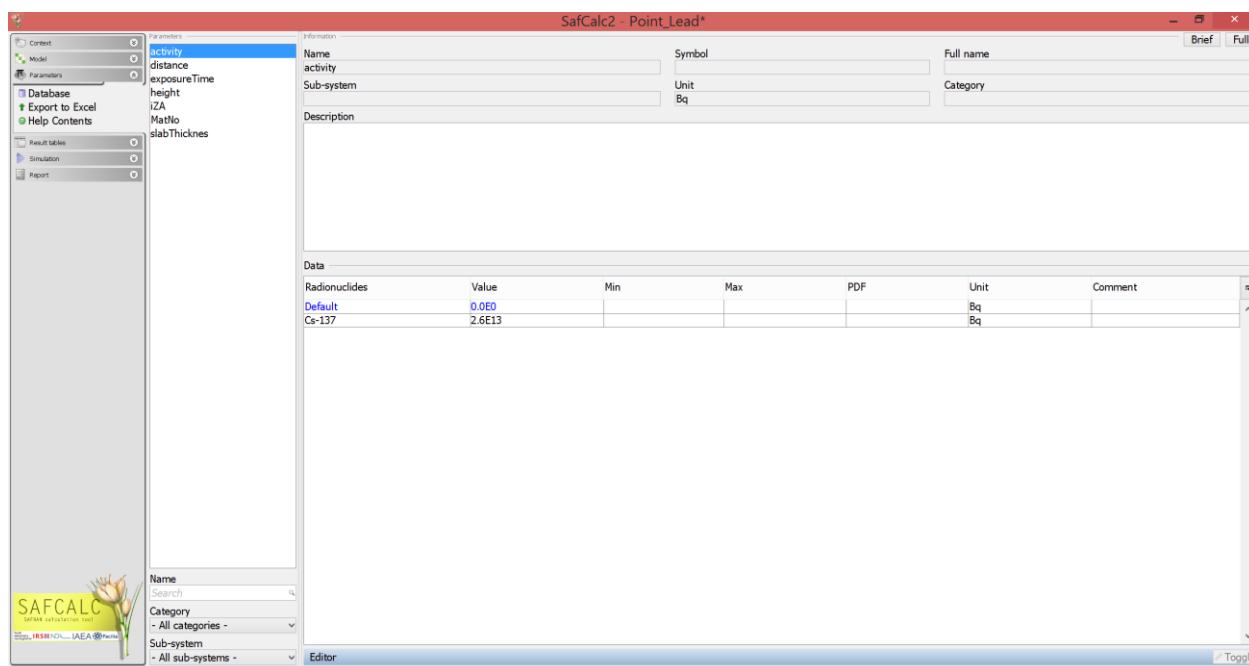 SafCalc2 - Point_Lead*
Context
Model
Parameters
Database
Export to Excel
Help Contents
Result tables
Simulation
Report
SAFCALC
SAFRAN calculation tool
IAEA
Facilia
Parameters
activity
distance
exposureTime
height
iZA
MatNo
slabThicknes
Name
Search
Category
- All categories -
Sub-system
- All sub-systems -
Information
Brief Full
Name Symbol Full name
activity
Sub-system Unit Category
Bq
Description
Data
Radionuclides Value Min Max PDF Unit Comment
Default 0.0E0 Bq
Cs-137 2.6E13 Bq
Editor
Toggl